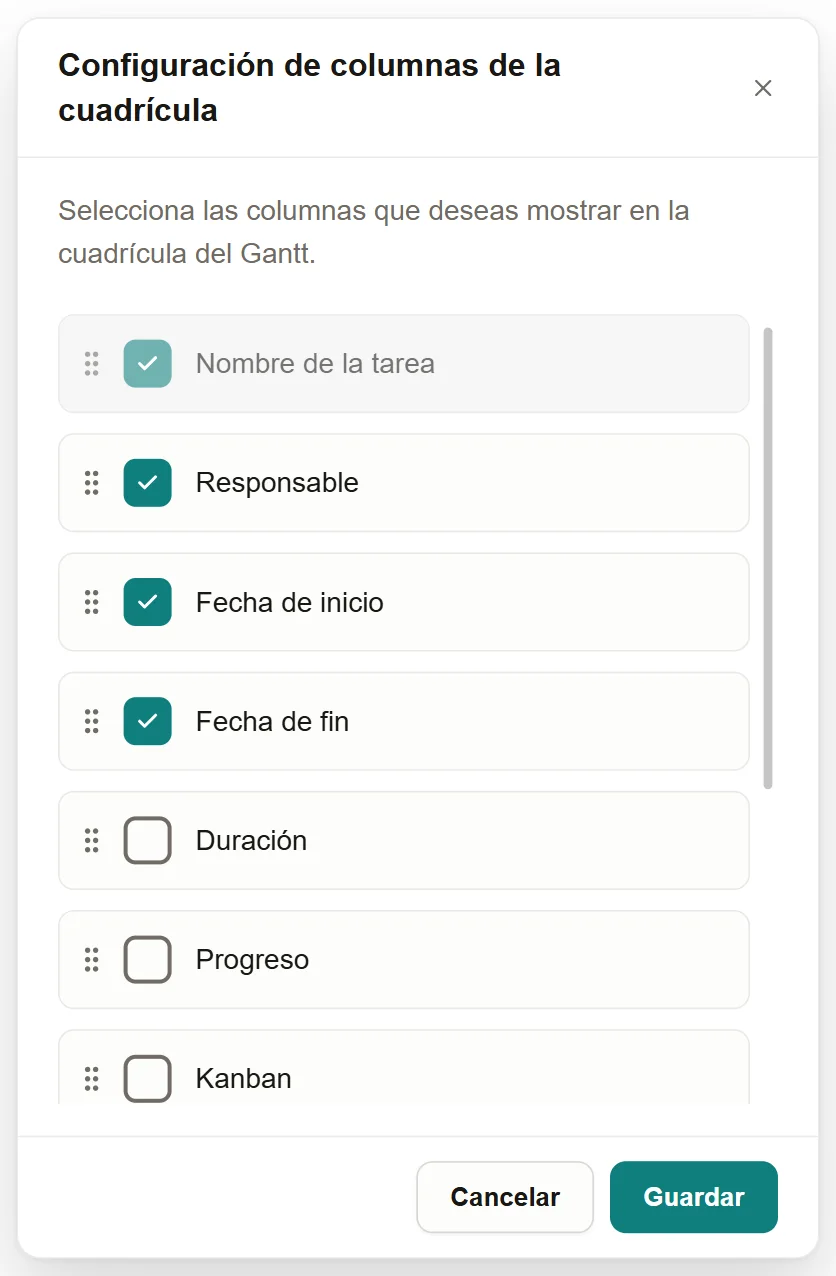 Configuración de columnas de la
cuadrícula
Selecciona las columnas que deseas mostrar en la
cuadrícula del Gantt.
Nombre de la tarea
Responsable
Fecha de inicio
Fecha de fin
Duración
Progreso
Kanban
Cancelar
Guardar